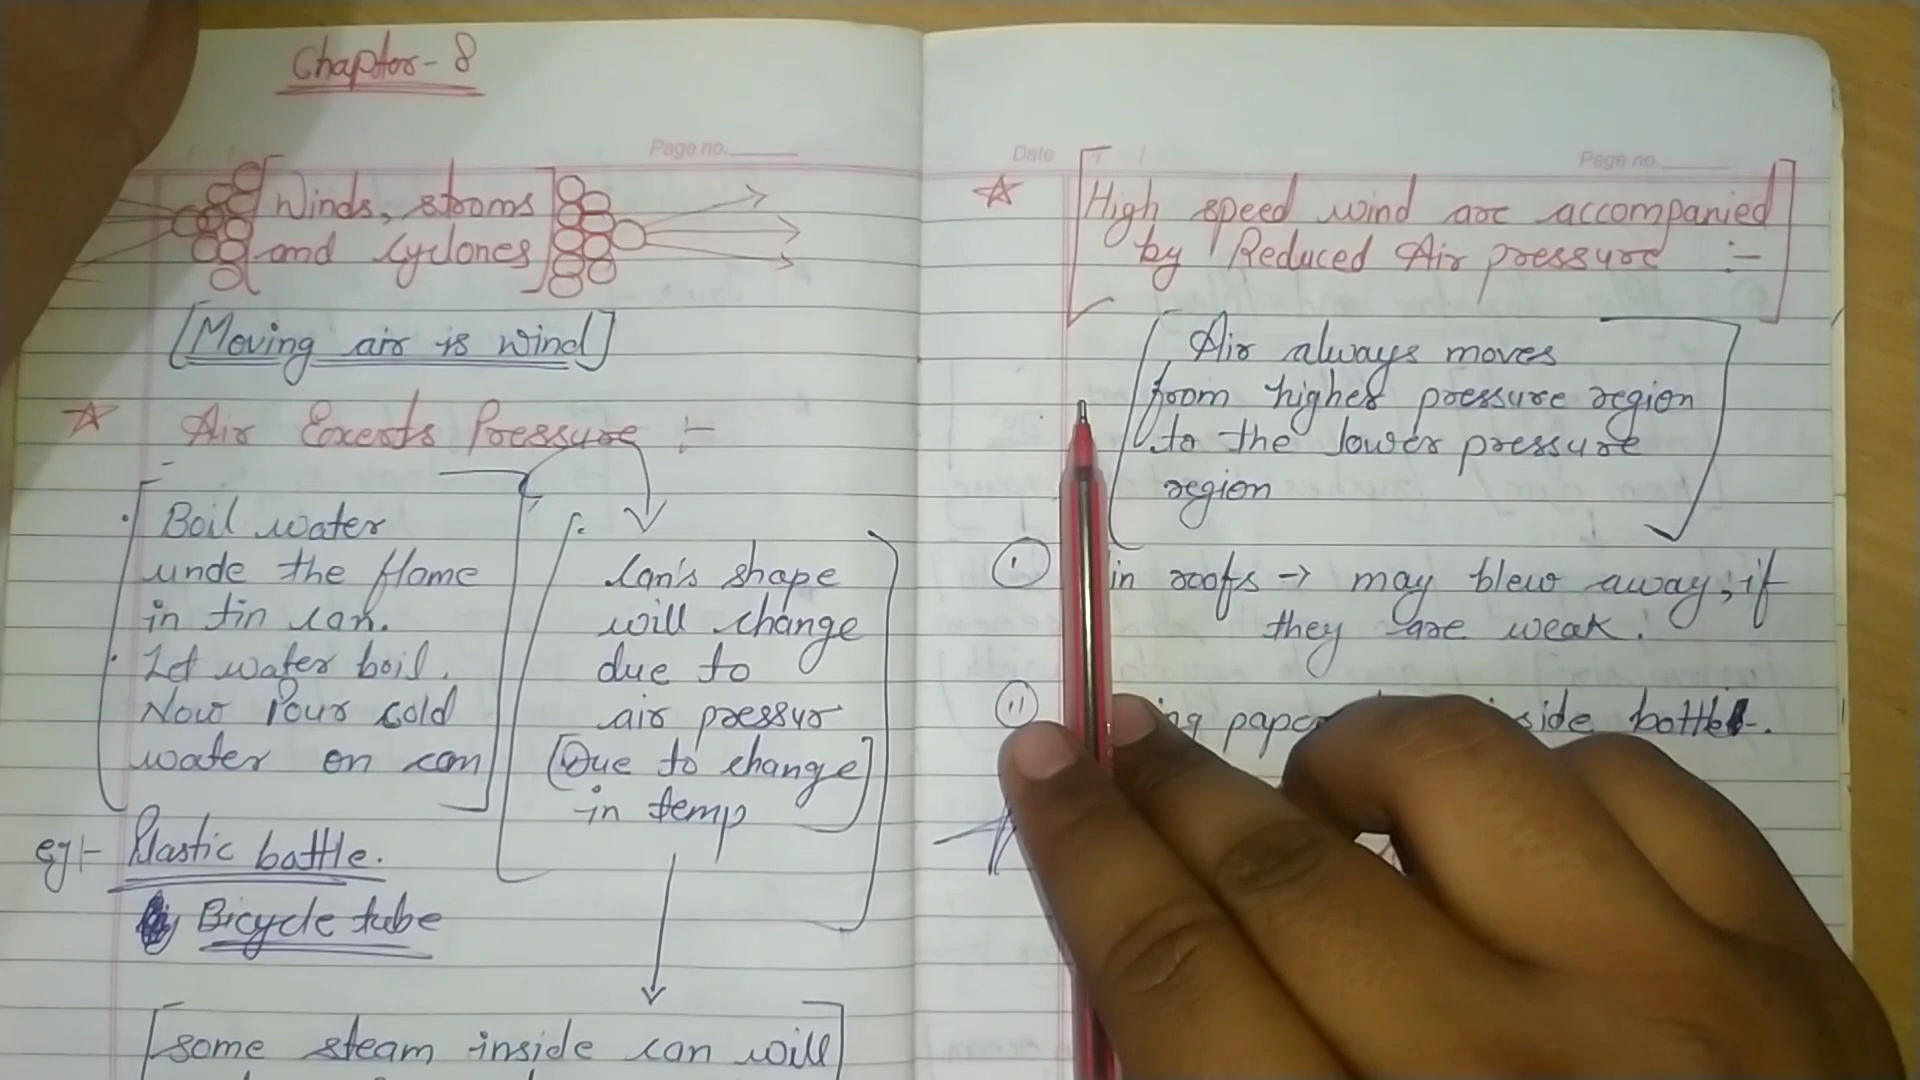 Chapter - 8
Page no.
Winds, storms
and Cyclones
[Moving air is wind]
☆ Air Exerts Pressure :-
. Boil water
unde the flame
in tin can.
. Let water boil.
Now Pour cold
water on can
. Can's shape
will change
due to
air pressur
[Due to change]
in temp
eg:- Plastic bottle.
Bicycle tube
some steam inside can will
Date
Page no.
☆ High speed wind are accompanied
by Reduced Air pressure :-
Air always moves
from higher pressure region
to the lower pressure
region
(i) in roofs → may blew away, if
they are weak.
(ii) bottle.